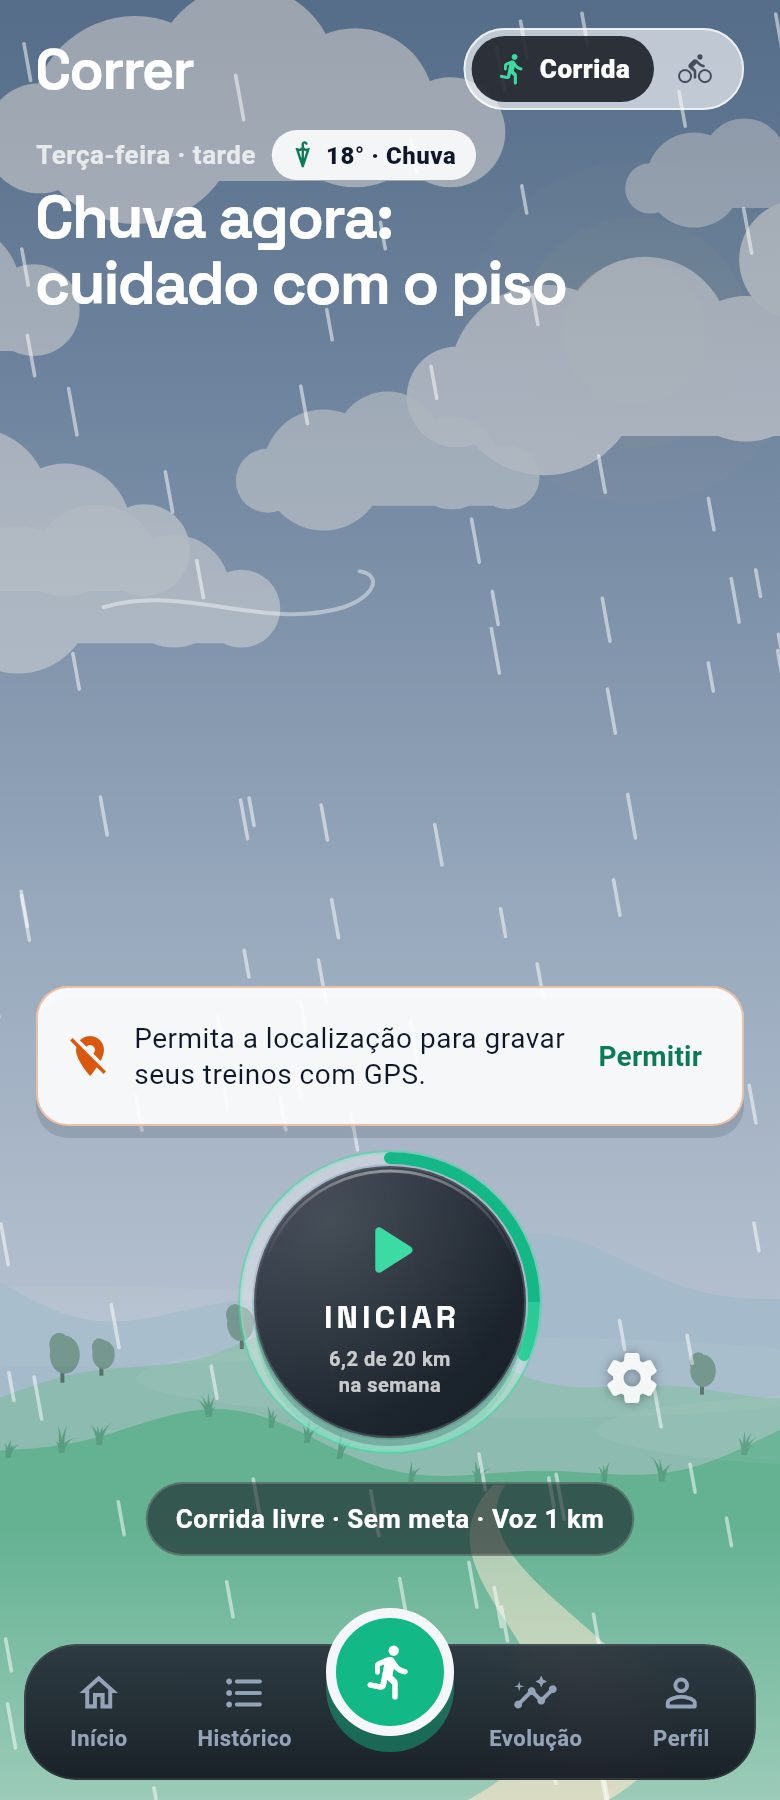 Correr
Corrida
Terça-feira · tarde
18° · Chuva
Chuva agora:
cuidado com o piso
Permita a localização para gravar
seus treinos com GPS.
Permitir
INICIAR
6,2 de 20 km
na semana
Corrida livre · Sem meta · Voz 1 km
Início
Histórico
Evolução
Perfil